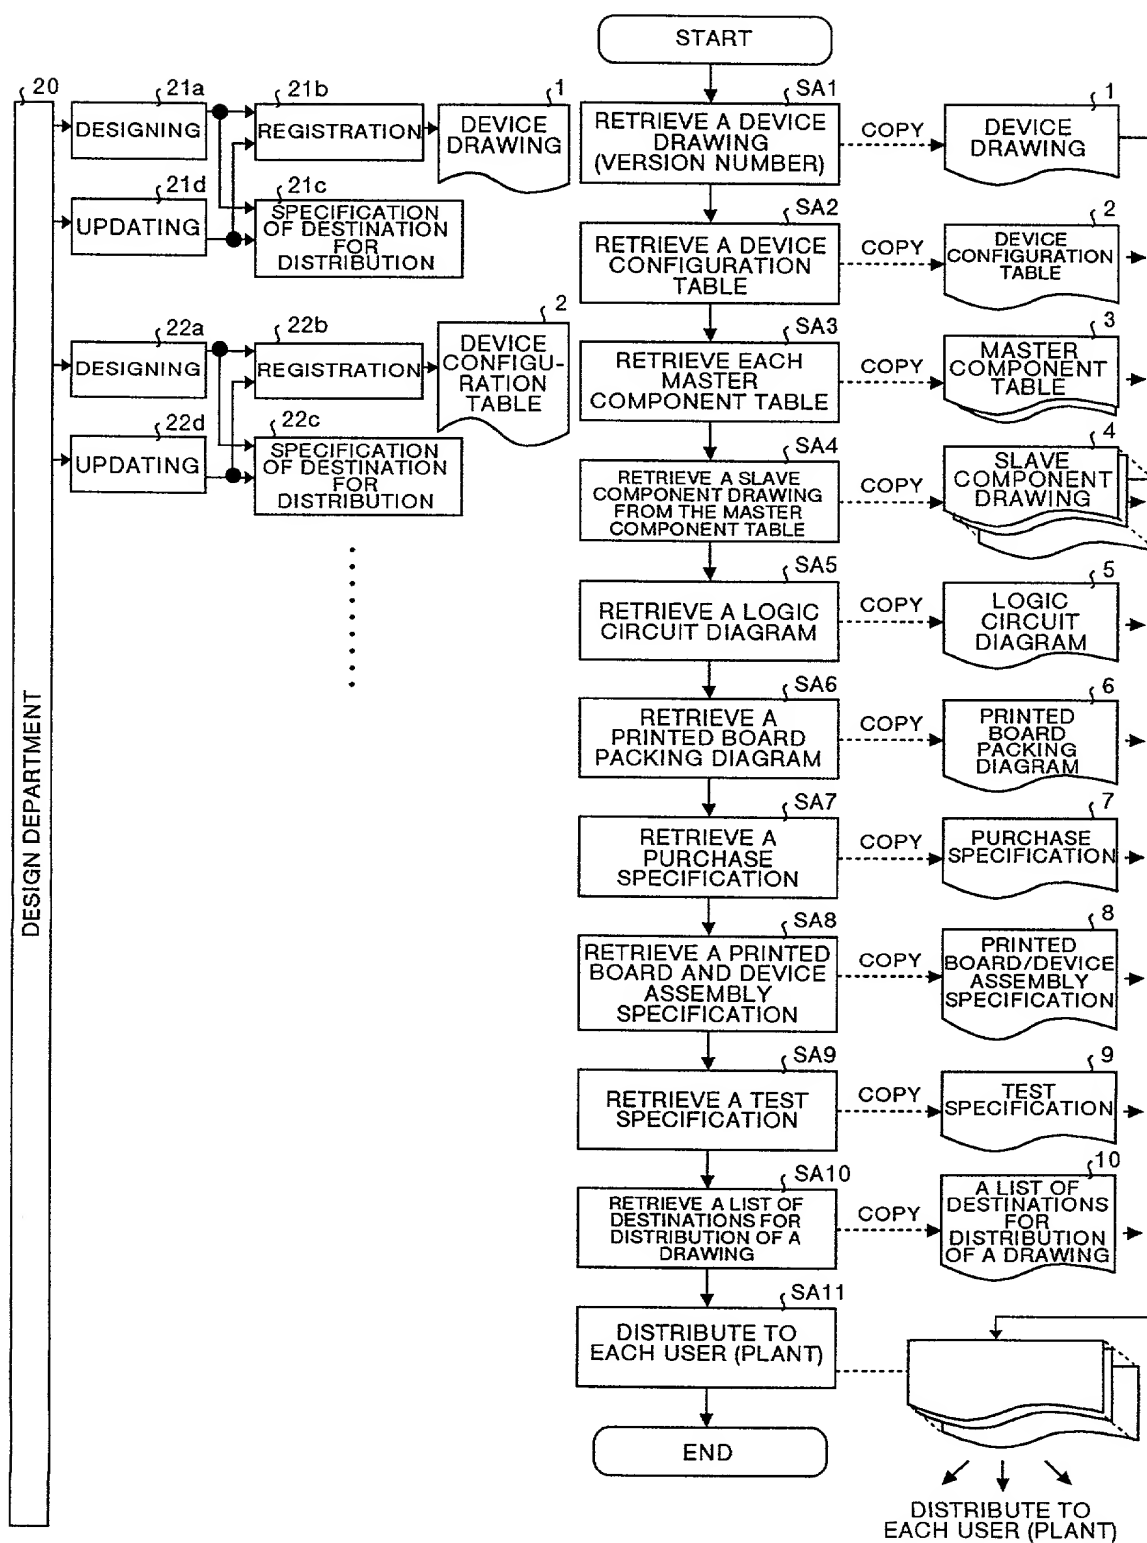 20
DESIGN DEPARTMENT
21a
DESIGNING
21b
REGISTRATION
1
DEVICE
DRAWING
21d
UPDATING
21c
SPECIFICATION
OF DESTINATION
FOR
DISTRIBUTION
22a
DESIGNING
22b
REGISTRATION
2
DEVICE
CONFIGU-
RATION
TABLE
22d
UPDATING
22c
SPECIFICATION
OF DESTINATION
FOR
DISTRIBUTION
START
SA1
RETRIEVE A DEVICE
DRAWING
(VERSION NUMBER)
COPY
1
DEVICE
DRAWING
SA2
RETRIEVE A DEVICE
CONFIGURATION
TABLE
COPY
2
DEVICE
CONFIGURATION
TABLE
SA3
RETRIEVE EACH
MASTER
COMPONENT TABLE
COPY
3
MASTER
COMPONENT
TABLE
SA4
RETRIEVE A SLAVE
COMPONENT DRAWING
FROM THE MASTER
COMPONENT TABLE
COPY
4
SLAVE
COMPONENT
DRAWING
SA5
RETRIEVE A LOGIC
CIRCUIT DIAGRAM
COPY
5
LOGIC
CIRCUIT
DIAGRAM
SA6
RETRIEVE A
PRINTED BOARD
PACKING DIAGRAM
COPY
6
PRINTED
BOARD
PACKING
DIAGRAM
SA7
RETRIEVE A
PURCHASE
SPECIFICATION
COPY
7
PURCHASE
SPECIFICATION
SA8
RETRIEVE A PRINTED
BOARD AND DEVICE
ASSEMBLY
SPECIFICATION
COPY
8
PRINTED
BOARD/DEVICE
ASSEMBLY
SPECIFICATION
SA9
RETRIEVE A TEST
SPECIFICATION
COPY
9
TEST
SPECIFICATION
SA10
RETRIEVE A LIST OF
DESTINATIONS FOR
DISTRIBUTION OF A
DRAWING
COPY
10
A LIST OF
DESTINATIONS
FOR
DISTRIBUTION
OF A DRAWING
SA11
DISTRIBUTE TO
EACH USER (PLANT)
END
DISTRIBUTE TO
EACH USER (PLANT)